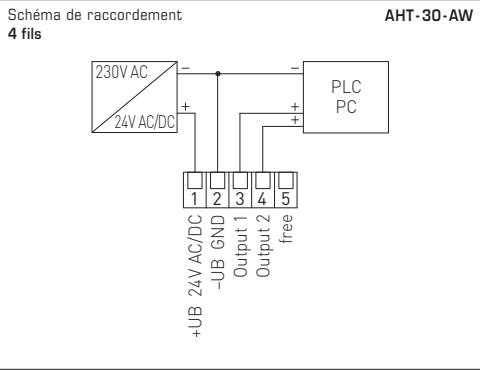 Schéma de raccordement
4 fils
AHT-30-AW
230V AC
24V AC/DC
−
+
−
+
+
PLC
PC
1 2 3 4 5
+UB 24V AC/DC
−UB GND
Output 1
Output 2
free